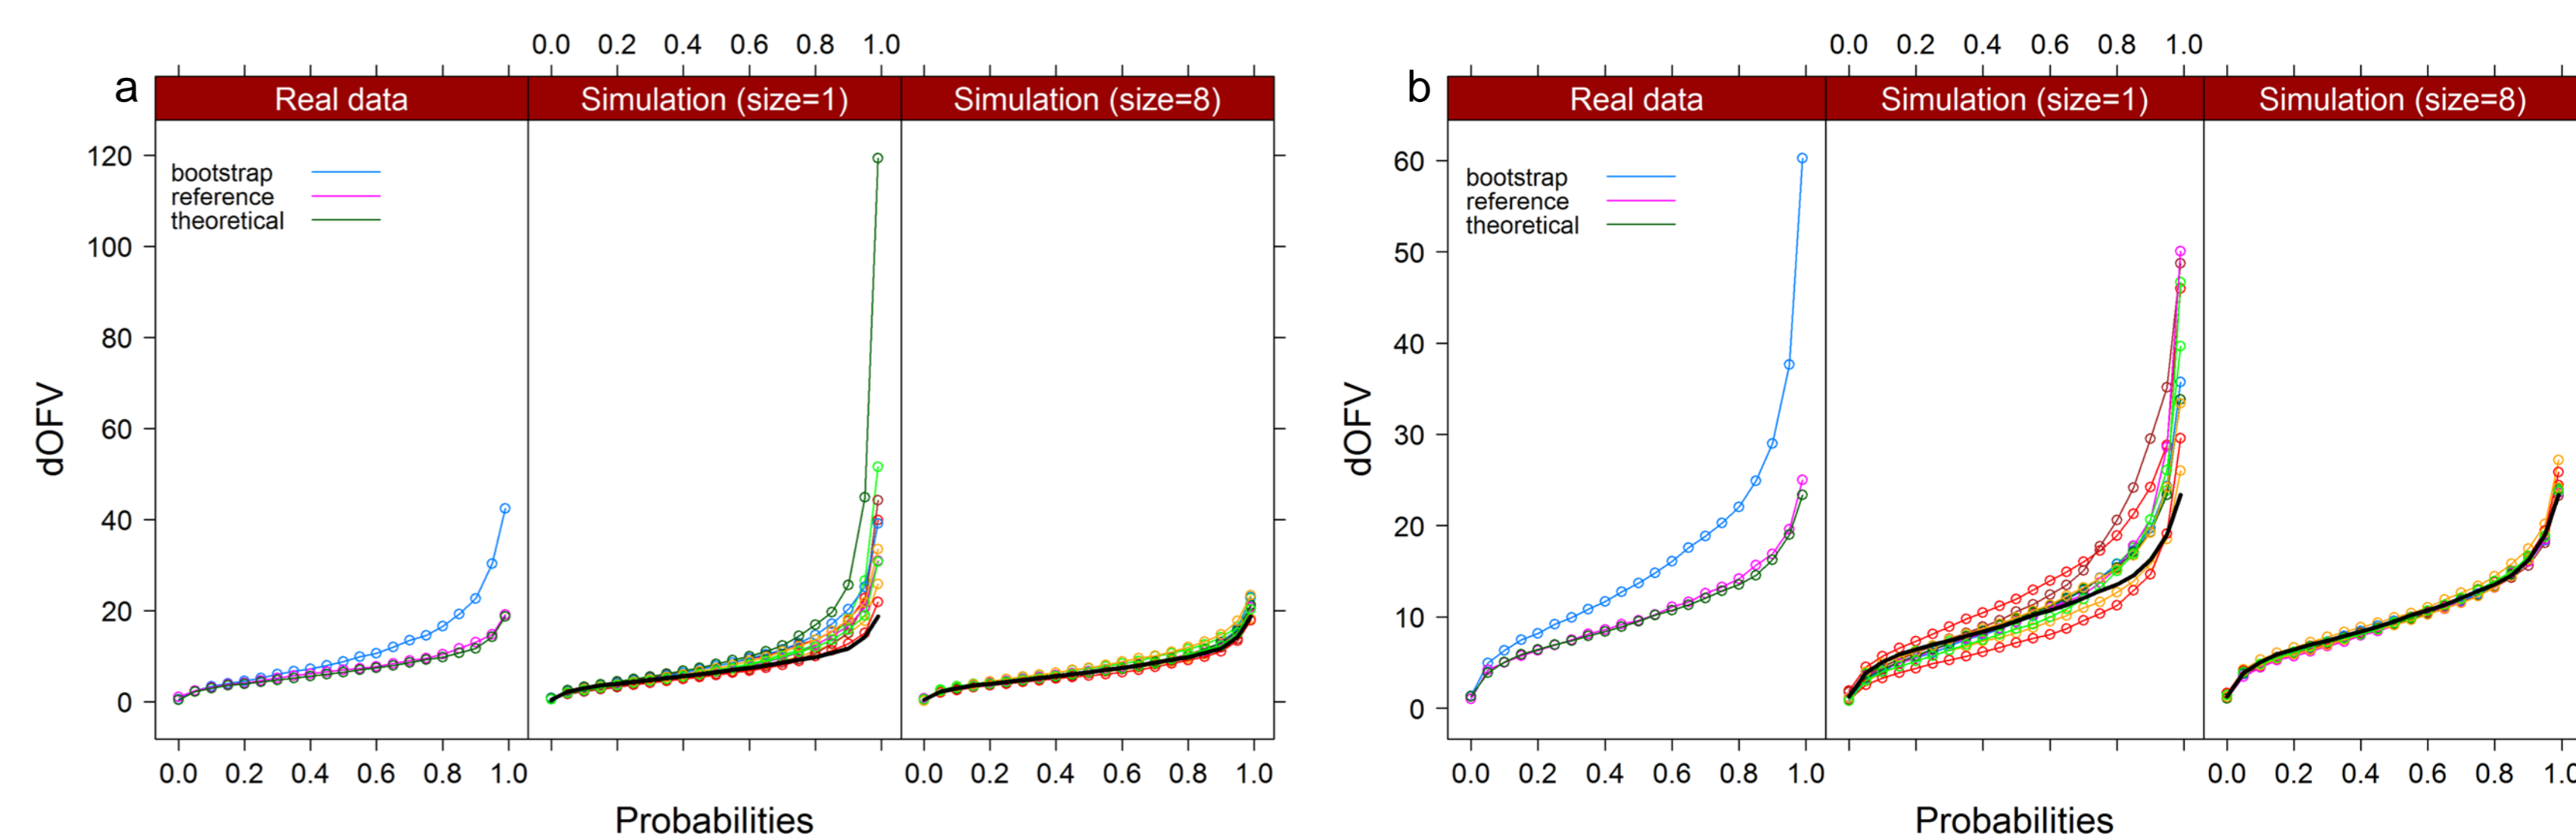 0.0 0.2 0.4 0.6 0.8 1.0
a
Real data
Simulation (size=1)
Simulation (size=8)
120
100
80
60
40
20
0
dOFV
bootstrap
reference
theoretical
0.0 0.2 0.4 0.6 0.8 1.0
0.0 0.2 0.4 0.6 0.8 1.0
Probabilities
0.0 0.2 0.4 0.6 0.8 1.0
b
Real data
Simulation (size=1)
Simulation (size=8)
60
50
40
30
20
10
0
dOFV
bootstrap
reference
theoretical
0.0 0.2 0.4 0.6 0.8 1.0
0.0 0.2 0.4 0.6 0.8 1.0
Probabilities